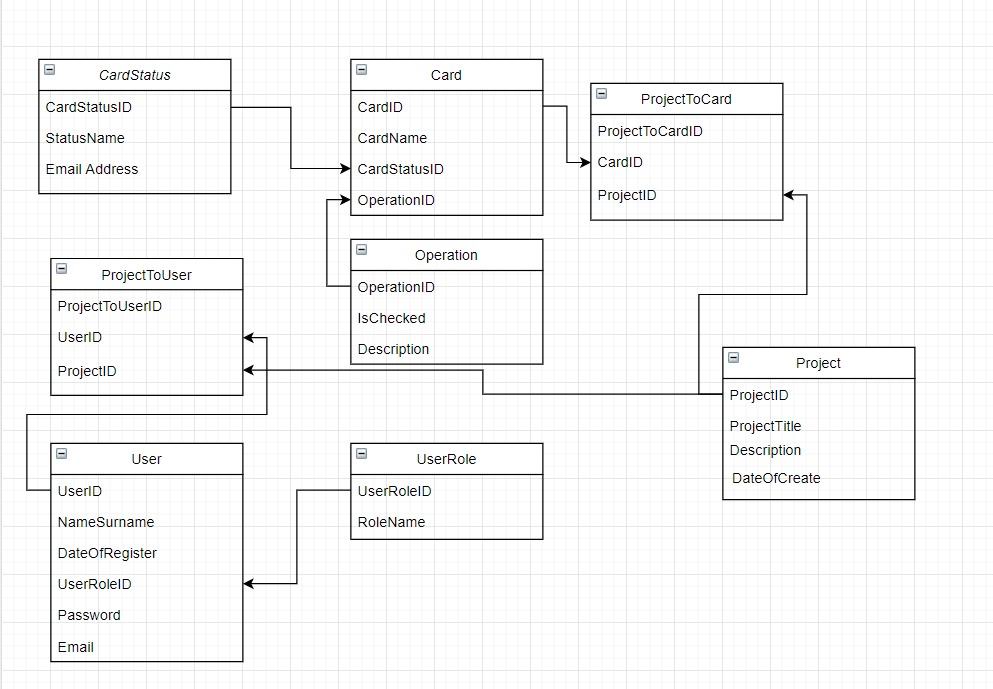 CardStatus
CardStatusID
StatusName
Email Address
Card
CardID
CardName
CardStatusID
OperationID
ProjectToCard
ProjectToCardID
CardID
ProjectID
ProjectToUser
ProjectToUserID
UserID
ProjectID
Operation
OperationID
IsChecked
Description
Project
ProjectID
ProjectTitle
Description
DateOfCreate
User
UserID
NameSurname
DateOfRegister
UserRoleID
Password
Email
UserRole
UserRoleID
RoleName